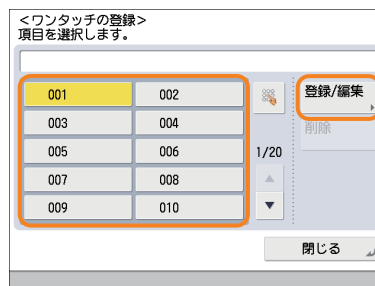 <ワンタッチの登録>
項目を選択します。
001 002 登録/編集
003 004 削除
005 006 1/20
007 008
009 010
閉じる